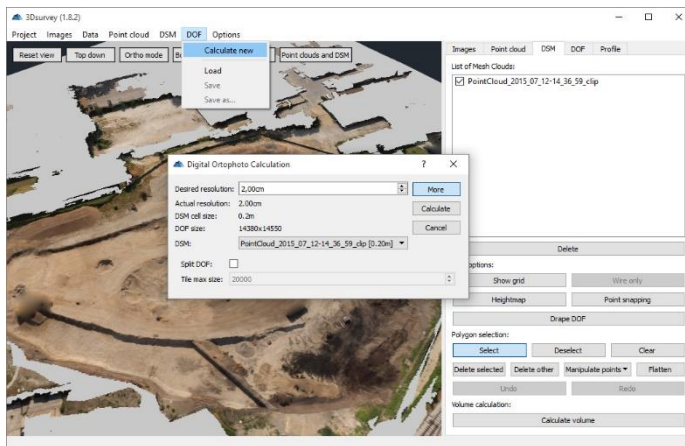 3Dsurvey (1.8.2)
Project Images Data Point cloud DSM DOF Options
Reset view Top down Ortho mode Point clouds and DSM
Calculate new
Load
Save
Save as...
Images Point cloud DSM DOF Profile
List of Mesh Clouds:
PointCloud_2015_07_12-14_36_59_clip
Digital Ortophoto Calculation ? X
Desired resolution: 2,00cm More
Actual resolution: 2.00cm Calculate
DSM cell size: 0.2m
DOF size: 14380x14550 Cancel
DSM: PointCloud_2015_07_12-14_36_59_clip [0.20m]
Split DOF:
Tile max size: 20000
Delete
options:
Show grid Wire only
Heightmap Point snapping
Drape DOF
Polygon selection:
Select Deselect Clear
Delete selected Delete other Manipulate points Flatten
Undo Redo
Volume calculation:
Calculate volume